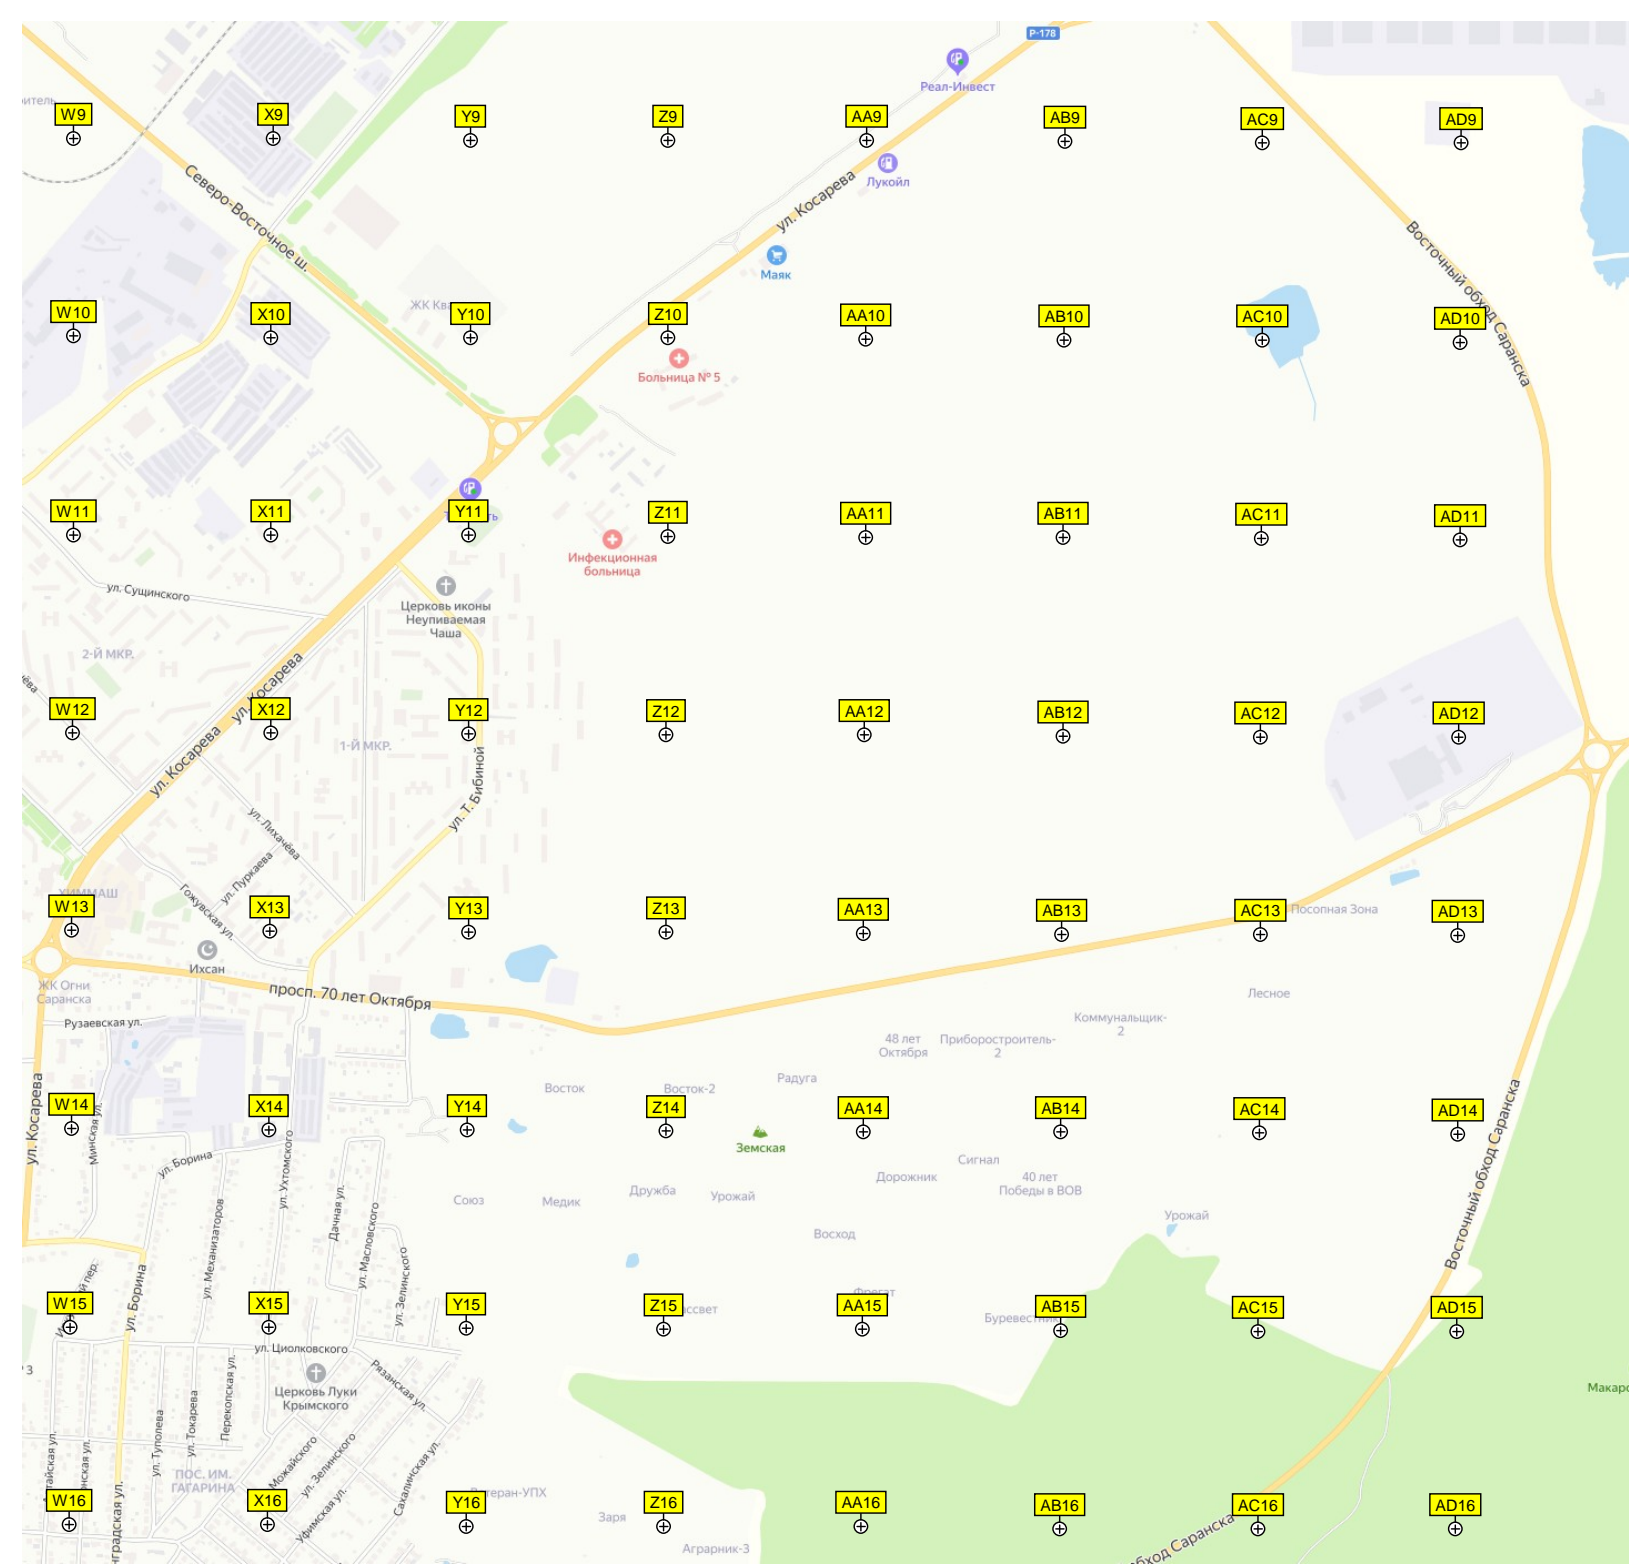 Р-178
Реал-Инвест
W9
X9
Y9
Z9
AA9
AB9
AC9
AD9
Лукойл
Северо-Восточное ш.
ул. Косарева
Маяк
Восточный обход Саранска
W10
X10
ЖК
Y10
Z10
AA10
AB10
AC10
AD10
Больница № 5
W11
X11
Y11
Z11
AA11
AB11
AC11
AD11
Инфекционная
больница
ул. Сущинского
Церковь иконы
Неупиваемая
Чаша
2-Й МКР.
ул. Косарева
W12
X12
Y12
Z12
AA12
AB12
AC12
AD12
1-Й МКР.
ул. Косарева
ул. Т. Бибиной
ул. Лихачёва
ул. Пуркаева
ХИММАШ
Гожувская ул.
W13
X13
Y13
Z13
AA13
AB13
AC13
Посопная Зона
AD13
Ихсан
ЖК Огни
Саранска
просп. 70 лет Октября
Лесное
Рузаевская ул.
Коммунальщик-
2
48 лет
Октября
Приборостроитель-
2
ул. Косарева
Восток
Восток-2
Радуга
W14
X14
Y14
Z14
AA14
AB14
AC14
AD14
Минская ул.
Земская
ул. Борина
ул. Ухтомского
Сигнал
Дорожник
40 лет
Победы в ВОВ
Союз
Медик
Дружба
Урожай
Восход
Урожай
Восточный обход Саранска
Дачная ул.
ул. Масловского
ул. Механизаторов
ул. Зелинского
ул. Борина
пер.
Фрегат
W15
X15
Y15
Z15
AA15
Буревестник
AB15
AC15
AD15
ул. Циолковского
Рязанская ул.
Церковь Луки
Крымского
ул. Туполева
ул. Токарева
Перекопская ул.
ПОС. ИМ.
ГАГАРИНА
Можайского
ул. Зелинского
Уфимская ул.
Сахалинская ул.
W16
X16
Y16
Z16
AA16
AB16
AC16
AD16
Заря
Аграрник-3
Саранска